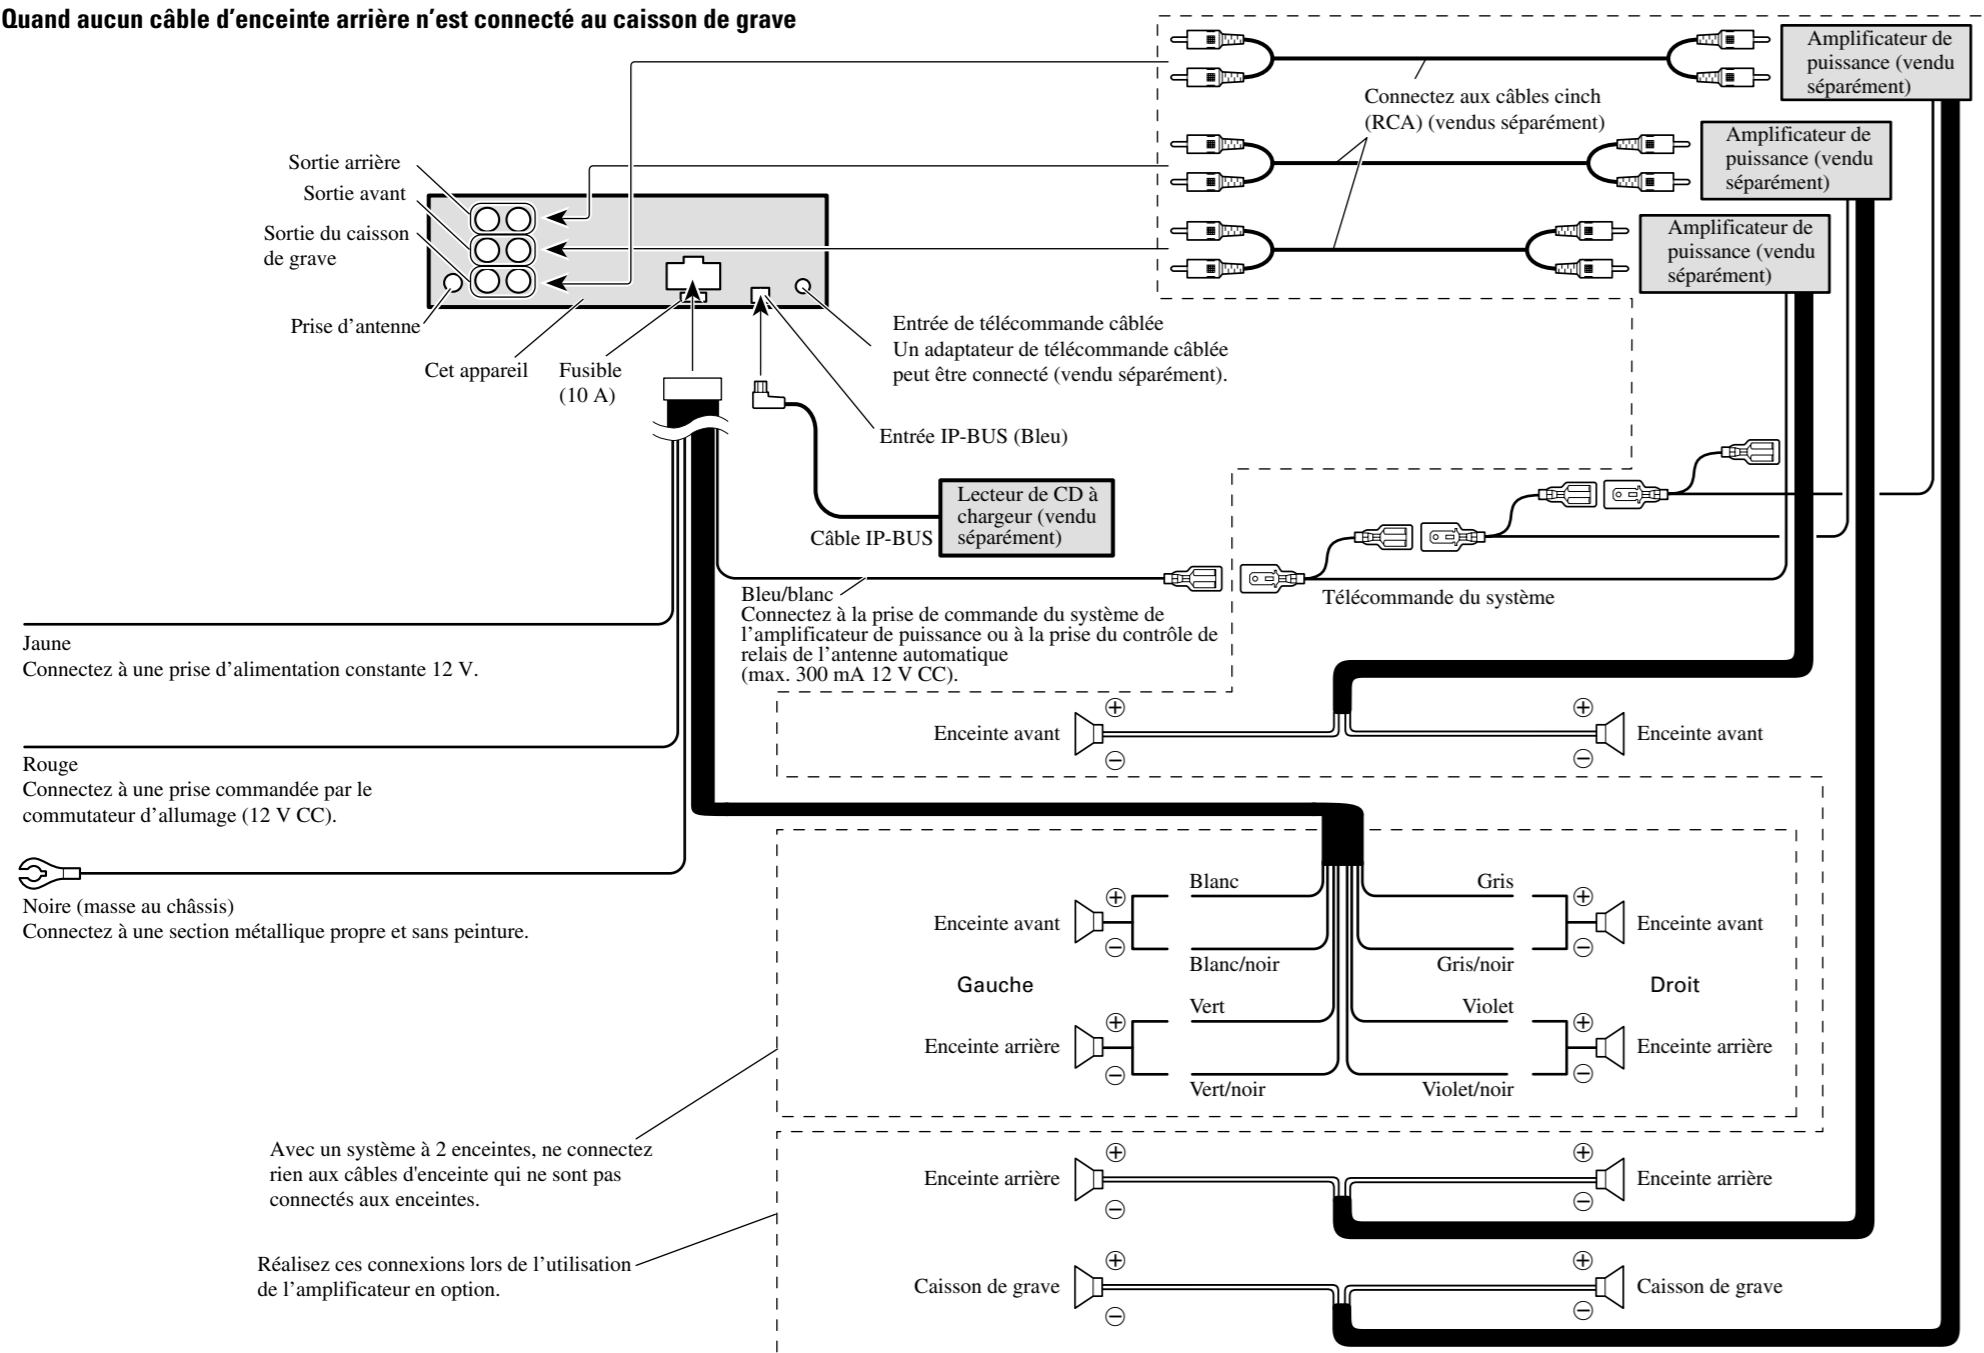 Quand aucun câble d’enceinte arrière n’est connecté au caisson de grave
Amplificateur de
puissance (vendu
séparément)
Connectez aux câbles cinch
(RCA) (vendus séparément)
Amplificateur de
puissance (vendu
séparément)
Amplificateur de
puissance (vendu
séparément)
Sortie arrière
Sortie avant
Sortie du caisson
de grave
Prise d’antenne
Cet appareil
Fusible
(10 A)
Entrée de télécommande câblée
Un adaptateur de télécommande câblée
peut être connecté (vendu séparément).
Entrée IP-BUS (Bleu)
Lecteur de CD à
chargeur (vendu
séparément)
Câble IP-BUS
Bleu/blanc
Connectez à la prise de commande du système de
l’amplificateur de puissance ou à la prise du contrôle de
relais de l’antenne automatique
(max. 300 mA 12 V CC).
Télécommande du système
Jaune
Connectez à une prise d’alimentation constante 12 V.
Rouge
Connectez à une prise commandée par le
commutateur d’allumage (12 V CC).
Noire (masse au châssis)
Connectez à une section métallique propre et sans peinture.
Enceinte avant
+
−
+
−
Enceinte avant
Enceinte avant
+
−
Blanc
Blanc/noir
Gris
Gris/noir
+
−
Enceinte avant
Gauche
Droit
Enceinte arrière
+
−
Vert
Vert/noir
Violet
Violet/noir
+
−
Enceinte arrière
Avec un système à 2 enceintes, ne connectez
rien aux câbles d'enceinte qui ne sont pas
connectés aux enceintes.
Enceinte arrière
+
−
+
−
Enceinte arrière
Réalisez ces connexions lors de l’utilisation
de l’amplificateur en option.
Caisson de grave
+
−
+
−
Caisson de grave